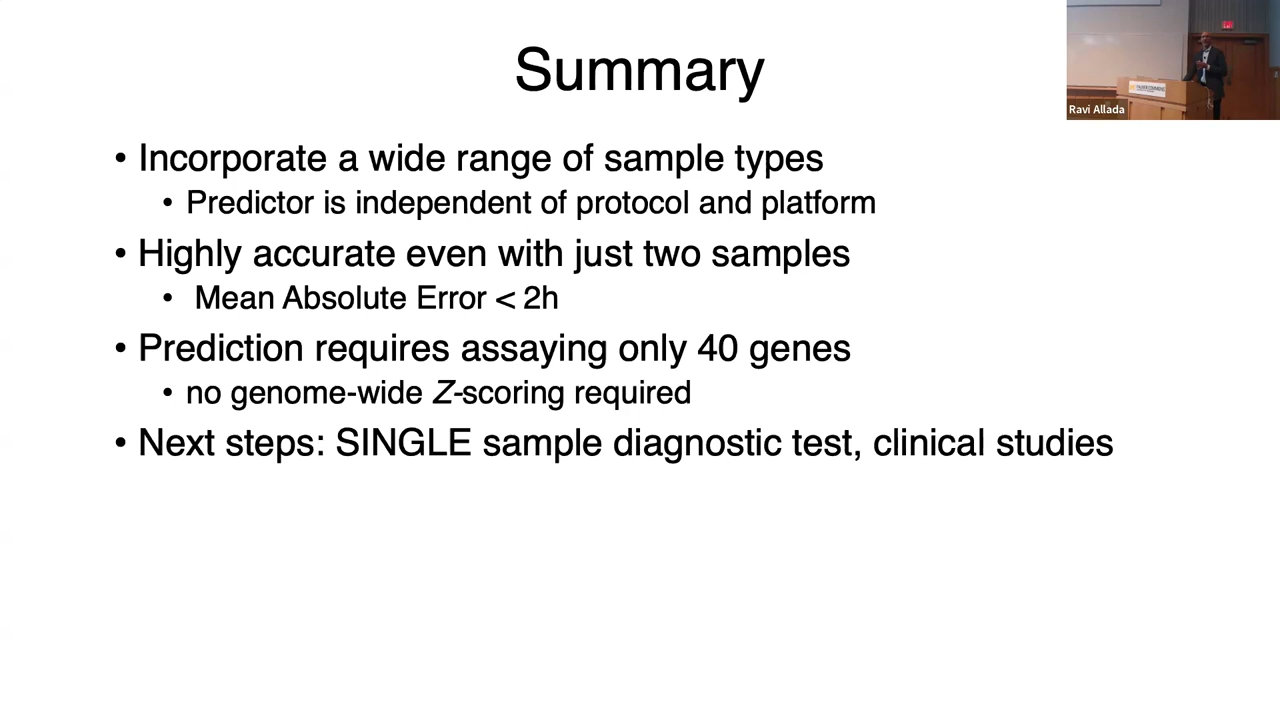 Summary
• Incorporate a wide range of sample types
• Predictor is independent of protocol and platform
• Highly accurate even with just two samples
• Mean Absolute Error < 2h
• Prediction requires assaying only 40 genes
• no genome-wide Z-scoring required
• Next steps: SINGLE sample diagnostic test, clinical studies
Ravi Allada